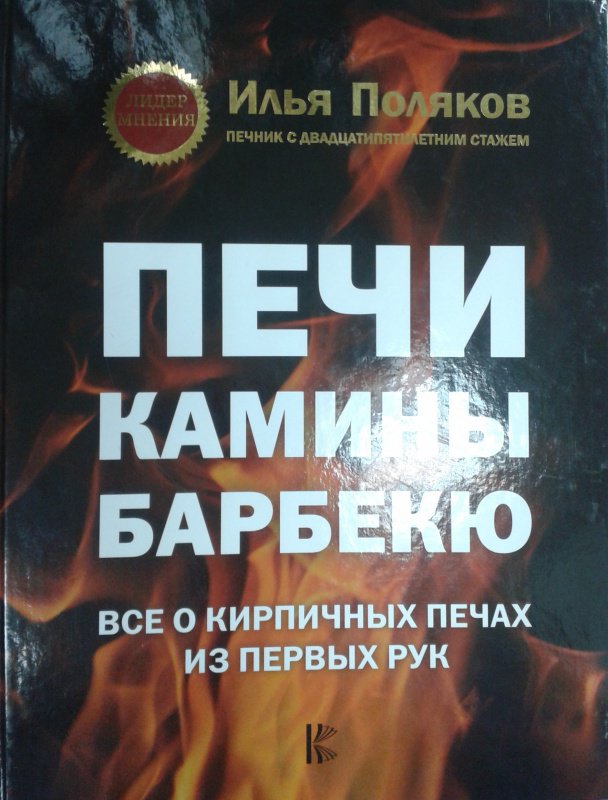 ЛИДЕР
МНЕНИЯ
Илья Поляков
ПЕЧНИК С ДВАДЦАТИПЯТИЛЕТНИМ СТАЖЕМ
ПЕЧИ
КАМИНЫ
БАРБЕКЮ
ВСЕ О КИРПИЧНЫХ ПЕЧАХ
ИЗ ПЕРВЫХ РУК
К